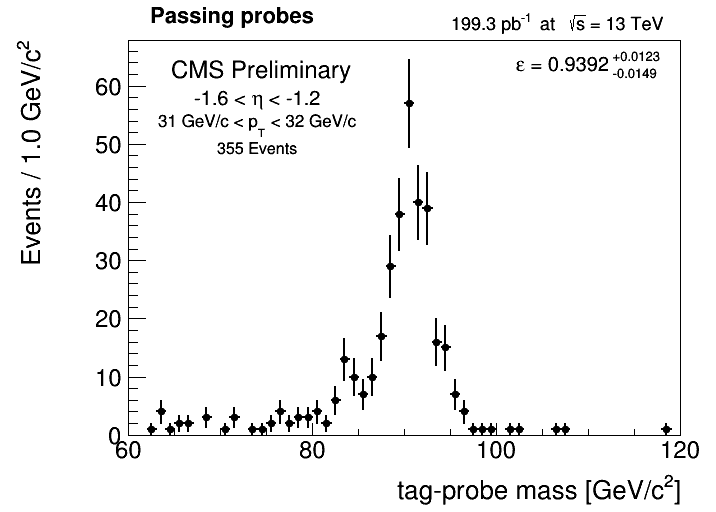 Passing probes
199.3 pb⁻¹ at √s = 13 TeV
CMS Preliminary
-1.6 < η < -1.2
31 GeV/c < p_T < 32 GeV/c
355 Events
ε = 0.9392 +0.0123 -0.0149
Events / 1.0 GeV/c²
60
50
40
30
20
10
0
60 80 100 120
tag-probe mass [GeV/c²]